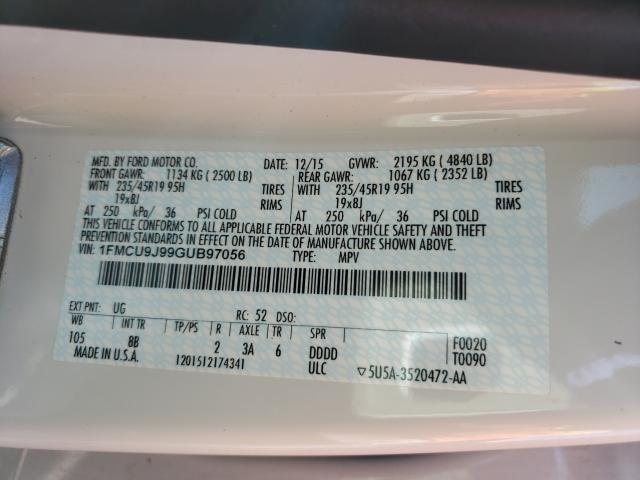 MFD. BY FORD MOTOR CO. DATE: 12/15 GVWR: 2195 KG ( 4840 LB)
FRONT GAWR: 1134 KG ( 2500 LB) REAR GAWR: 1067 KG ( 2352 LB)
WITH 235/45R19 95H TIRES WITH 235/45R19 95H TIRES
19x8J RIMS 19x8J RIMS
AT 250 kPa/ 36 PSI COLD AT 250 kPa/ 36 PSI COLD
THIS VEHICLE CONFORMS TO ALL APPLICABLE FEDERAL MOTOR VEHICLE SAFETY AND THEFT
PREVENTION STANDARDS IN EFFECT ON THE DATE OF MANUFACTURE SHOWN ABOVE.
VIN: 1FMCU9J99GUB97056 TYPE: MPV
EXT PNT: UG RC: 52 DSO:
WB INT TR TP/PS R AXLE TR SPR F0020
105 8B 2 3A 6 DDDD T0090
MADE IN U.S.A. 1201512174341 ULC ▽5U5A-3520472-AA